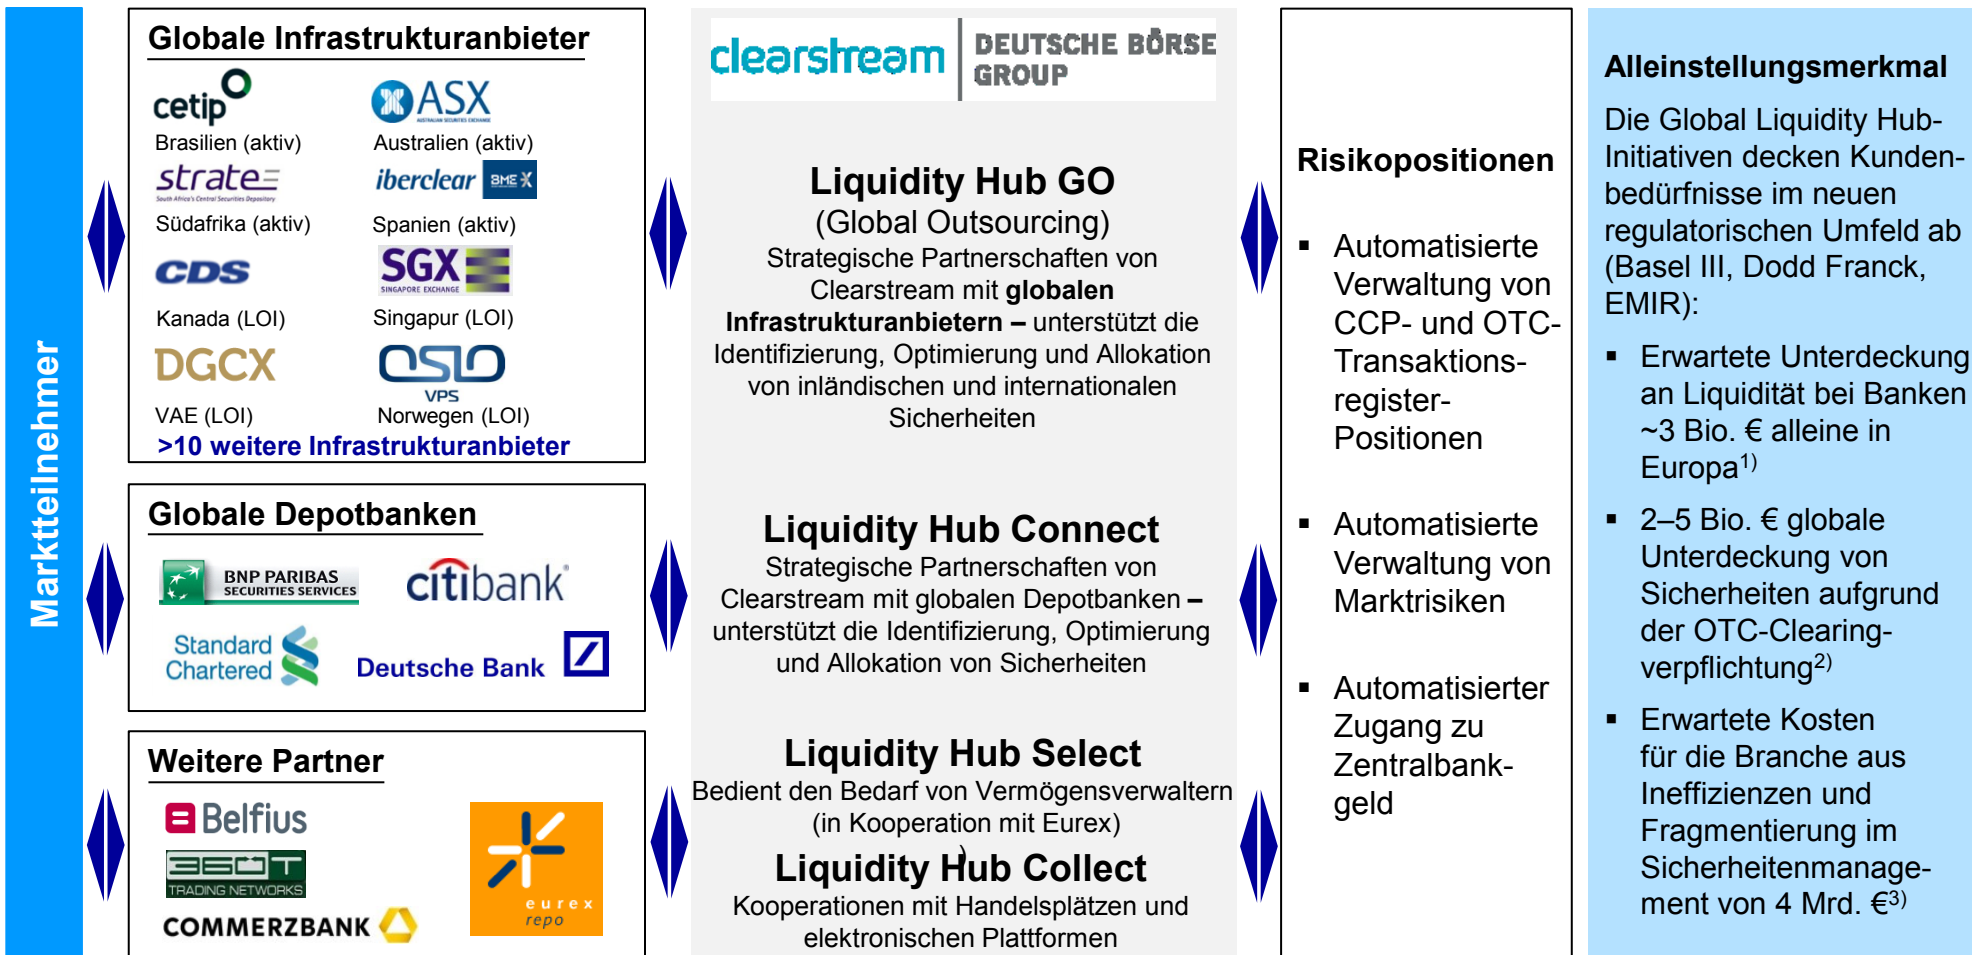 Marktteilnehmer
Globale Infrastrukturanbieter
cetip
ASX
AUSTRALIAN SECURITIES EXCHANGE
Brasilien (aktiv)
Australien (aktiv)
strate
South Africa's Central Securities Depository
iberclear BME X
Südafrika (aktiv)
Spanien (aktiv)
CDS
SGX
SINGAPORE EXCHANGE
Kanada (LOI)
Singapur (LOI)
DGCX
OSLO
VPS
VAE (LOI)
Norwegen (LOI)
>10 weitere Infrastrukturanbieter
Globale Depotbanken
BNP PARIBAS
SECURITIES SERVICES
citibank
Standard
Chartered
Deutsche Bank
Weitere Partner
Belfius
360T
TRADING NETWORKS
COMMERZBANK
eurex
repo
clearstream
DEUTSCHE BÖRSE
GROUP
Liquidity Hub GO
(Global Outsourcing)
Strategische Partnerschaften von
Clearstream mit globalen
Infrastrukturanbietern – unterstützt die
Identifizierung, Optimierung und Allokation
von inländischen und internationalen
Sicherheiten
Liquidity Hub Connect
Strategische Partnerschaften von
Clearstream mit globalen Depotbanken –
unterstützt die Identifizierung, Optimierung
und Allokation von Sicherheiten
Liquidity Hub Select
Bedient den Bedarf von Vermögensverwaltern
(in Kooperation mit Eurex)
)
Liquidity Hub Collect
Kooperationen mit Handelsplätzen und
elektronischen Plattformen
Risikopositionen
▪ Automatisierte
Verwaltung von
CCP- und OTC-
Transaktions-
register-
Positionen
▪ Automatisierte
Verwaltung von
Marktrisiken
▪ Automatisierter
Zugang zu
Zentralbank-
geld
Alleinstellungsmerkmal
Die Global Liquidity Hub-
Initiativen decken Kunden-
bedürfnisse im neuen
regulatorischen Umfeld ab
(Basel III, Dodd Franck,
EMIR):
▪ Erwartete Unterdeckung
an Liquidität bei Banken
~3 Bio. € alleine in
Europa1)
▪ 2–5 Bio. € globale
Unterdeckung von
Sicherheiten aufgrund
der OTC-Clearing-
verpflichtung2)
▪ Erwartete Kosten
für die Branche aus
Ineffizienzen und
Fragmentierung im
Sicherheitenmanage-
ment von 4 Mrd. €3)